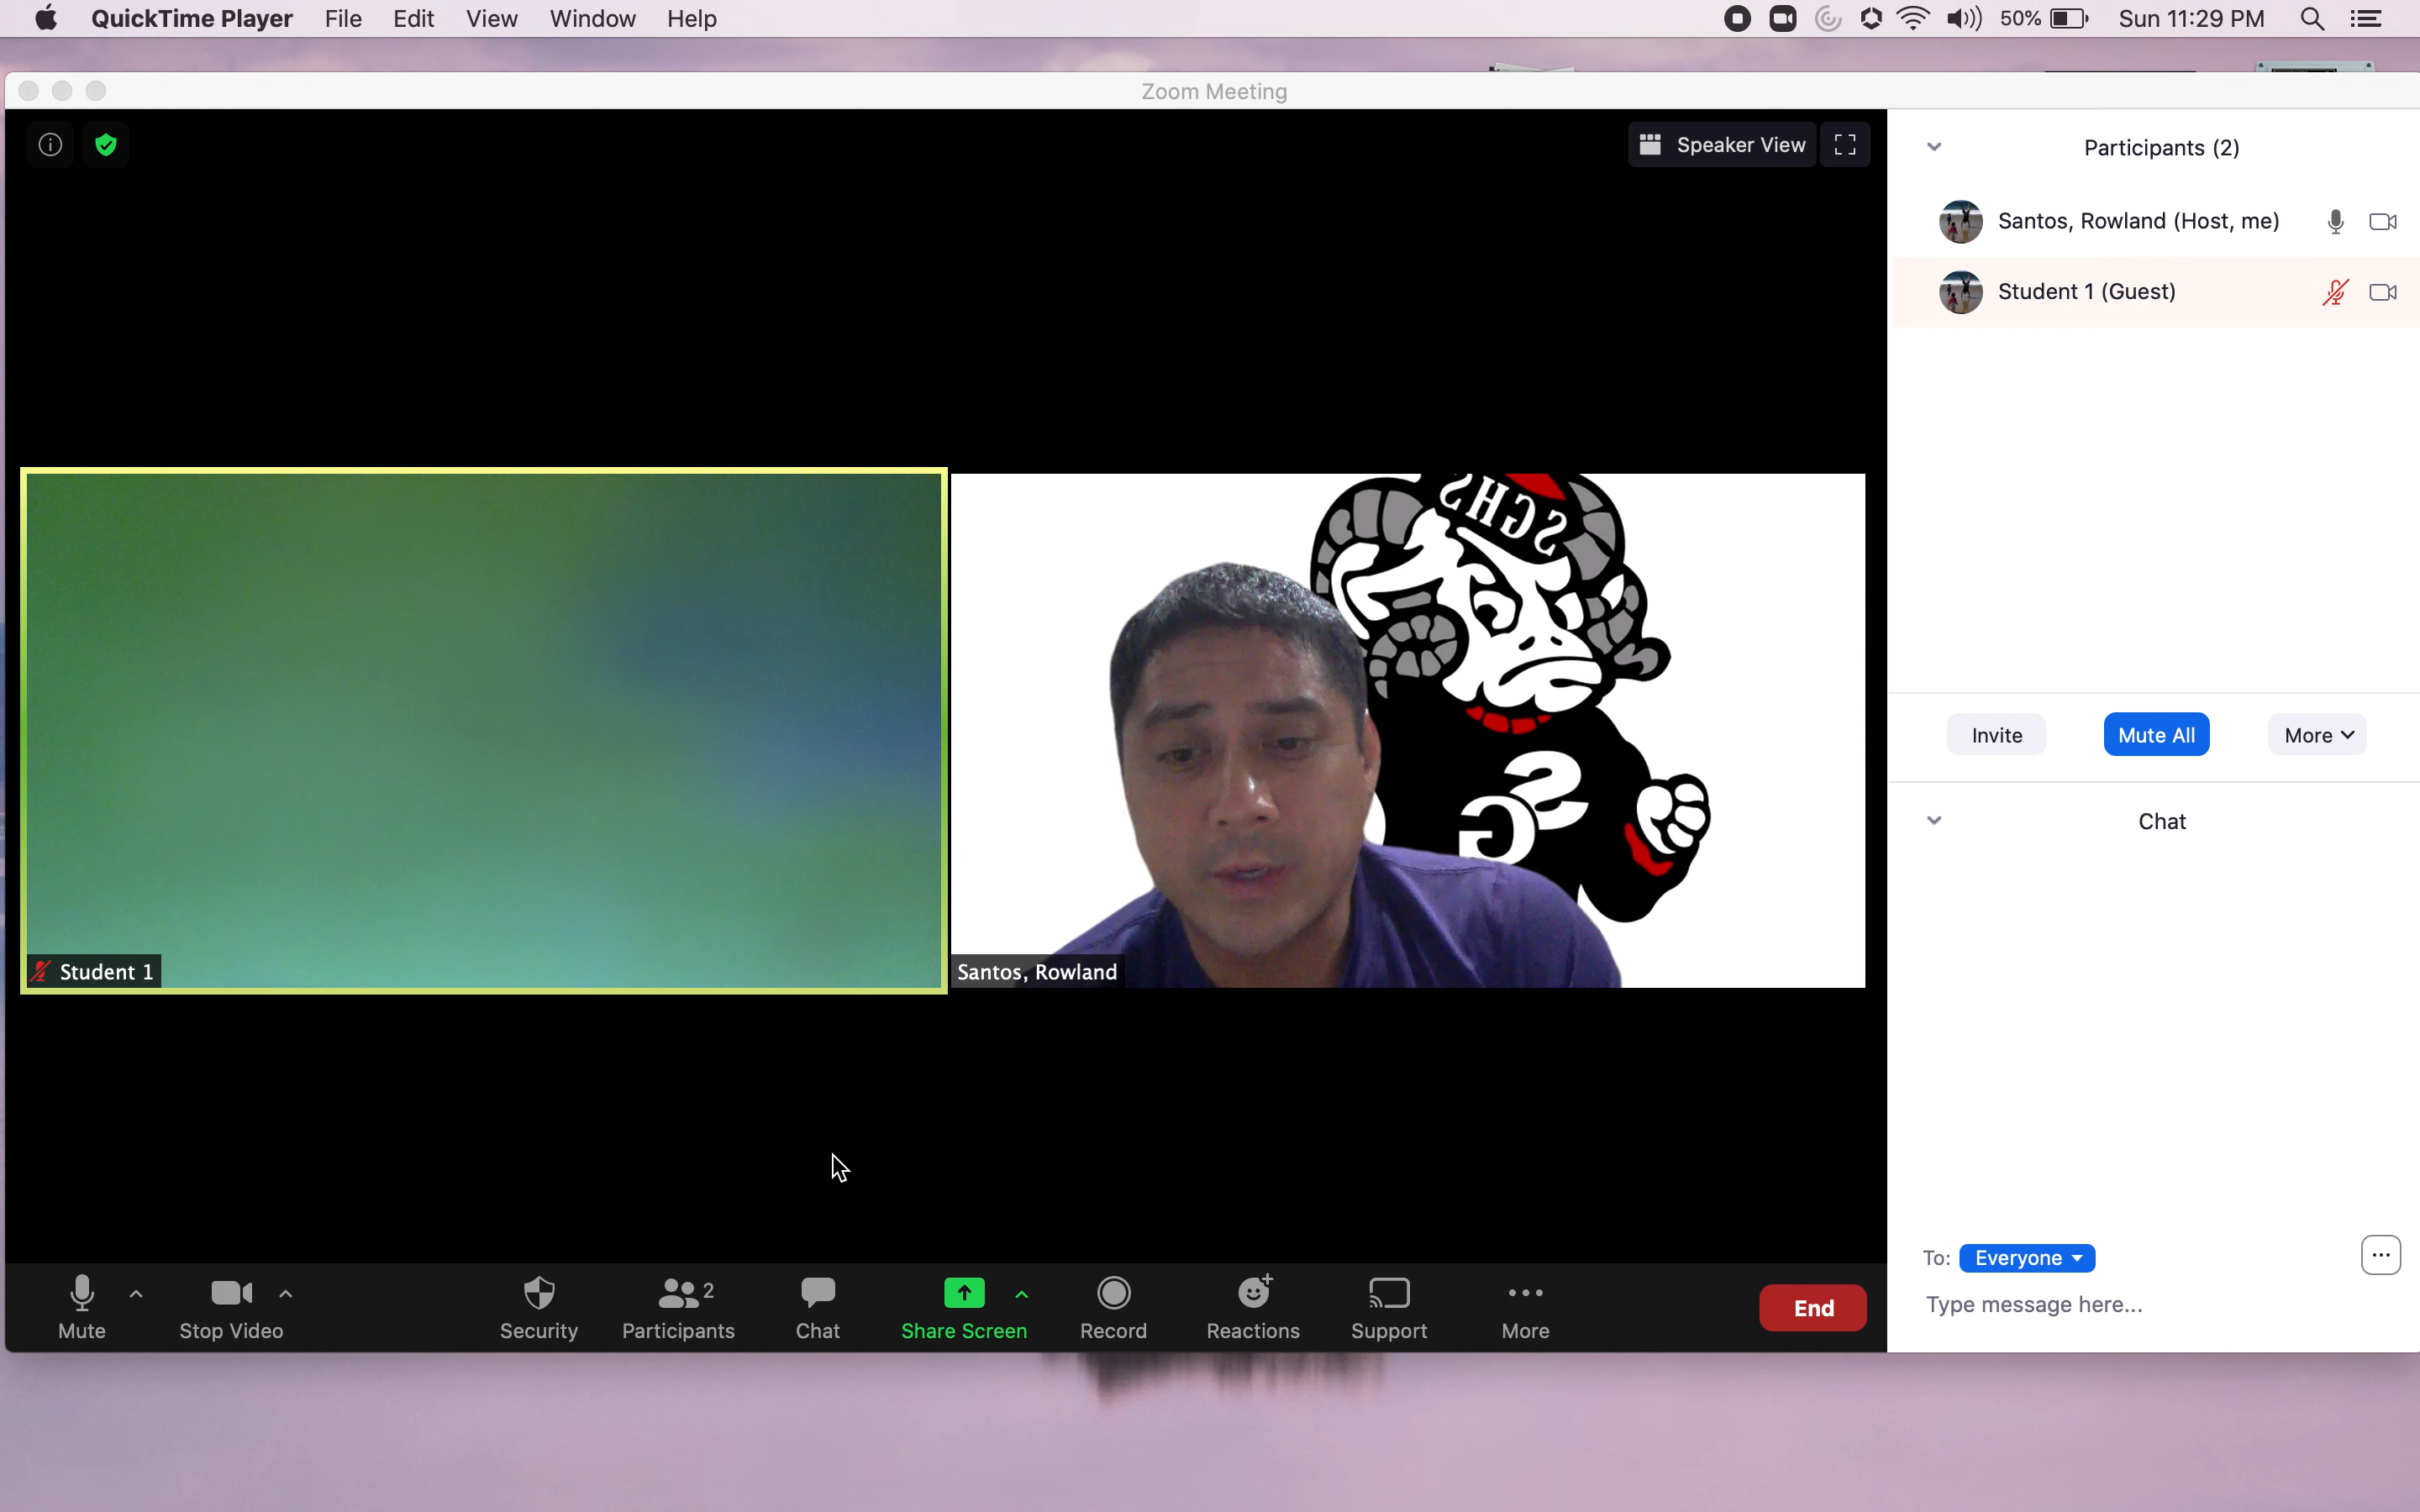 QuickTime Player File Edit View Window Help 50% Sun 11:29 PM
Zoom Meeting
Speaker View
Participants (2)
Santos, Rowland (Host, me)
Student 1 (Guest)
SGHS
SG
Student 1
Santos, Rowland
Invite Mute All More
Chat
To: Everyone
Type message here...
Mute Stop Video Security Participants 2 Chat Share Screen Record Reactions Support More End